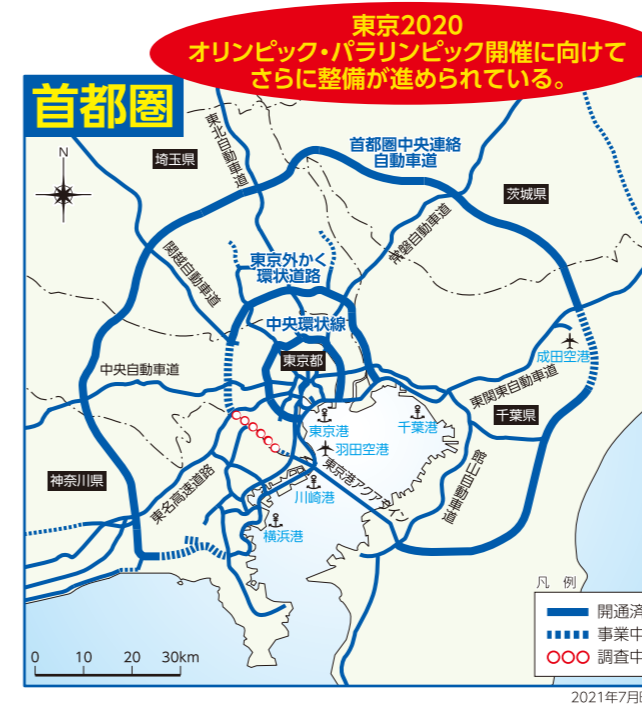 東京2020
オリンピック・パラリンピック開催に向けて
さらに整備が進められている。
首都圏
N
埼玉県
東北自動車道
首都圏中央連絡
自動車道
茨城県
関越自動車道
東京外かく
環状道路
常磐自動車道
中央環状線
中央自動車道
東京都
成田空港
東関東自動車道
東京港
千葉港
千葉県
羽田空港
神奈川県
東名高速道路
川崎港
東京港アクアライン
館山自動車道
横浜港
凡 例
開通済
事業中
調査中
0 10 20 30km
2021年7月